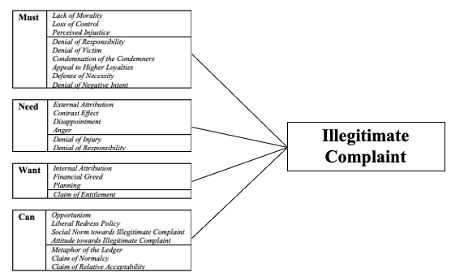 Must
Lack of Morality
Loss of Control
Perceived Injustice
Denial of Responsibility
Denial of Victim
Condemnation of the Condemners
Appeal to Higher Loyalties
Defense of Necessity
Denial of Negative Intent
Need
External Attribution
Contrast Effect
Disappointment
Anger
Denial of Injury
Denial of Responsibility
Want
Internal Attribution
Financial Greed
Planning
Claim of Entitlement
Can
Opportunism
Liberal Redress Policy
Social Norm towards Illegitimate Complaint
Attitude towards Illegitimate Complaint
Metaphor of the Ledger
Claim of Normalcy
Claim of Relative Acceptability
Illegitimate
Complaint